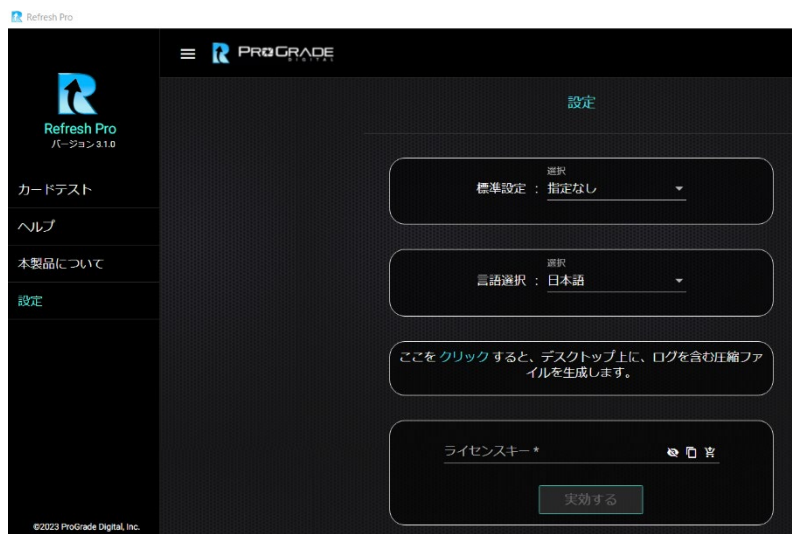 Refresh Pro
PROGRADE
DIGITAL
Refresh Pro
バージョン 3.1.0
カードテスト
ヘルプ
本製品について
設定
©2023 ProGrade Digital, Inc.
設定
選択
標準設定 : 指定なし
選択
言語選択 : 日本語
ここを クリック すると、デスクトップ上に、ログを含む圧縮ファ
イルを生成します。
ライセンスキー *
実効する